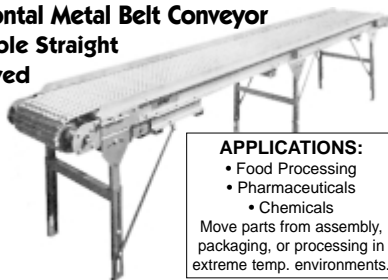 ontal Metal Belt Conveyor
ble Straight
ved
APPLICATIONS:
• Food Processing
• Pharmaceuticals
• Chemicals
Move parts from assembly,
packaging, or processing in
extreme temp. environments.